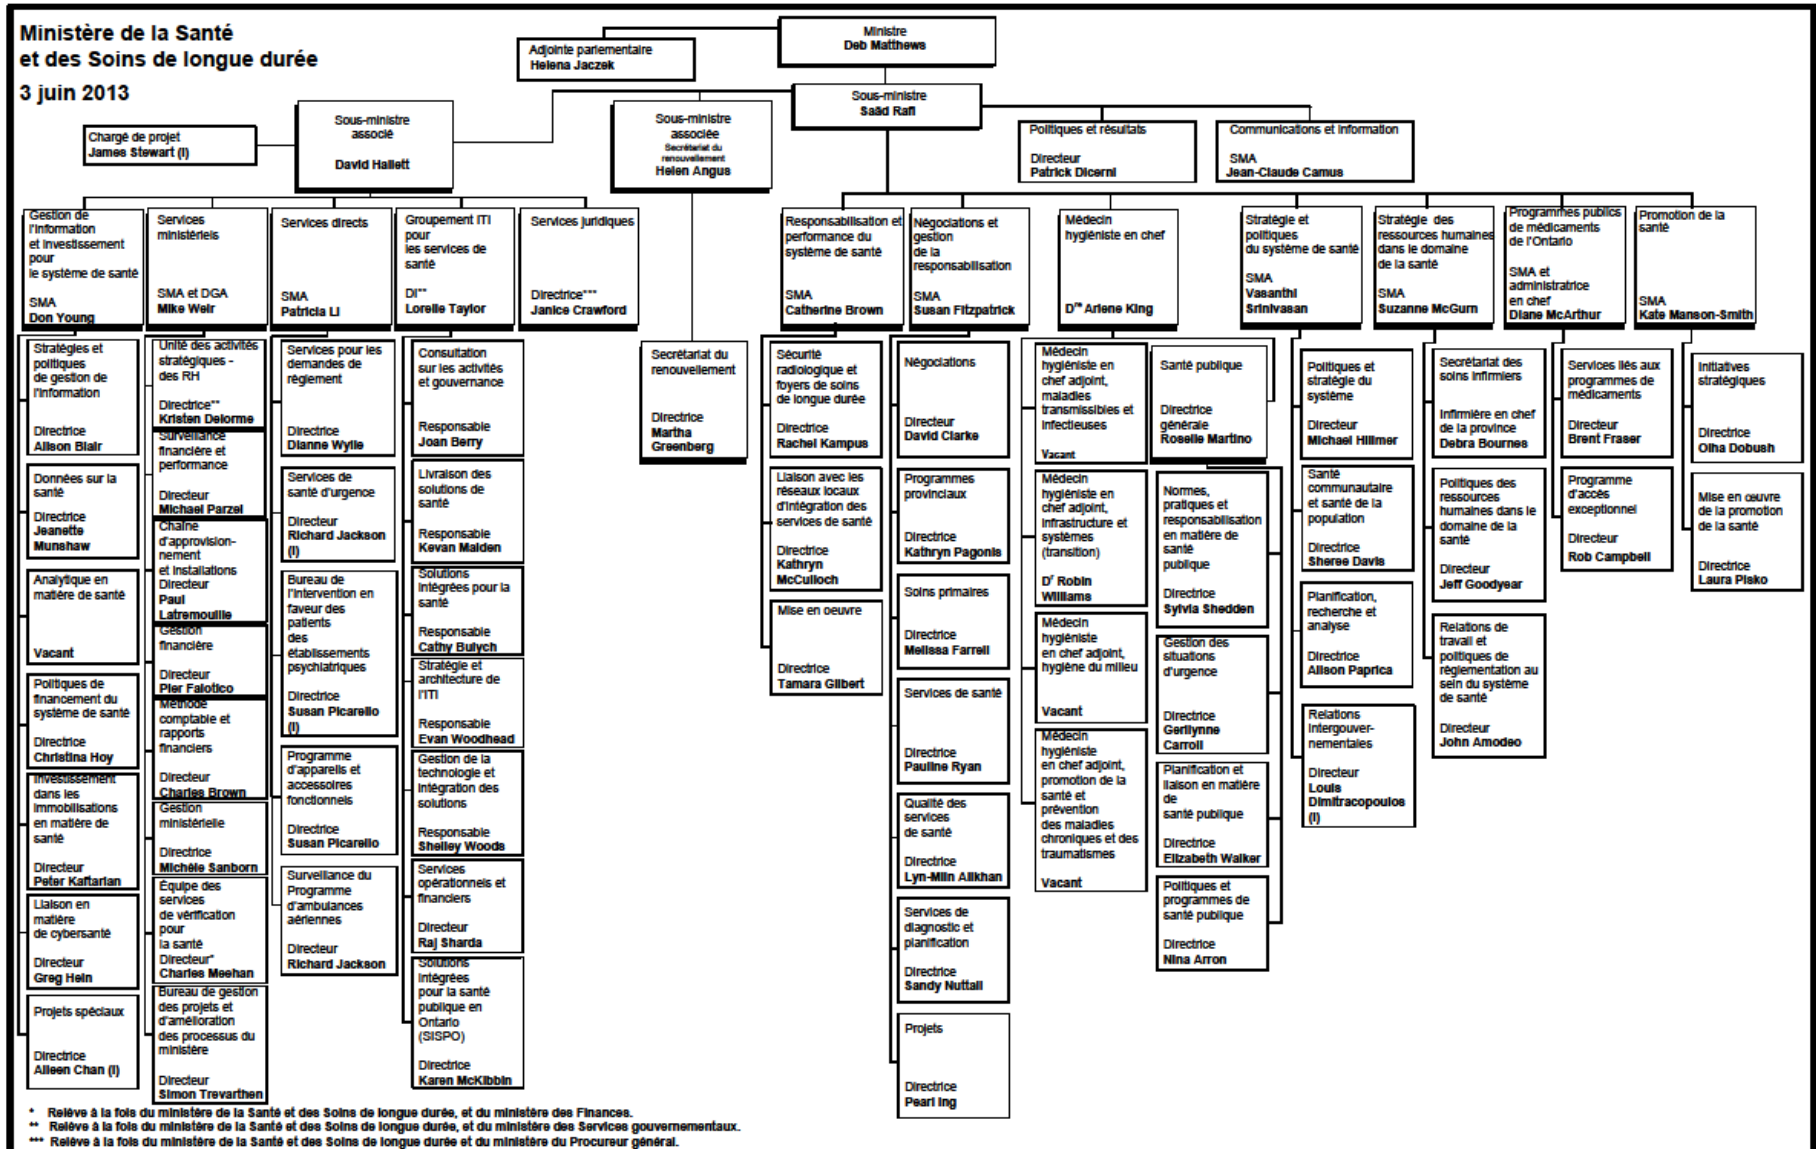 Ministère de la Santé
et des Soins de longue durée
3 juin 2013
Ministre
Deb Matthews
Adjointe parlementaire
Helena Jaczek
Sous-ministre
Saäd Rafi
Sous-ministre
associé
David Hallett
Chargé de projet
James Stewart (I)
Sous-ministre
associée
Secrétariat du
renouvellement
Helen Angus
Politiques et résultats
Directeur
Patrick Dicerni
Communications et information
SMA
Jean-Claude Camus
Gestion de
l'information
et investissement
pour
le système de santé
SMA
Don Young
Services
ministériels
SMA et DGA
Mike Weir
Services directs
SMA
Patricia Li
Groupement ITI
pour
les services de
santé
DI**
Lorelle Taylor
Services juridiques
Directrice***
Janice Crawford
Responsabilisation et
performance du
système de santé
SMA
Catherine Brown
Négociations et
gestion
de la
responsabilisation
SMA
Susan Fitzpatrick
Médecin
hygiéniste en chef
Dre Arlene King
Stratégie et
politiques
du système de santé
SMA
Vasanthi
Srinivasan
Stratégie des
ressources humaines
dans le domaine
de la santé
SMA
Suzanne McGurn
Programmes publics
de médicaments
de l'Ontario
SMA et
administratrice
en chef
Diane McArthur
Promotion de la
santé
SMA
Kate Manson-Smith
Stratégies et
politiques
de gestion de
l'information
Directrice
Alison Blair
Données sur la
santé
Directrice
Jeanette
Munshaw
Analytique en
matière de santé
Vacant
Politiques de
financement du
système de santé
Directrice
Christina Hoy
Investissement
dans les
immobilisations
en matière de
santé
Directeur
Peter Kaftarian
Liaison en
matière
de cybersanté
Directeur
Greg Hein
Projets spéciaux
Directrice
Aileen Chan (I)
Unité des activités
stratégiques -
des RH
Directrice**
Kristen Delorme
Surveillance
financière et
performance
Directeur
Michael Parzei
Chaîne
d'approvision-
nement
et installations
Directeur
Paul
Latremouille
Gestion
financière
Directeur
Pier Falotico
Méthode
comptable et
rapports
financiers
Directeur
Charles Brown
Gestion
ministérielle
Directrice
Michèle Sanborn
Équipe des
services
de vérification
pour
la santé
Directeur*
Charles Meehan
Bureau de gestion
des projets et
d'amélioration
des processus du
ministère
Directeur
Simon Trevarthen
Services pour les
demandes de
règlement
Directrice
Dianne Wylie
Services de
santé d'urgence
Directeur
Richard Jackson
(I)
Bureau de
l'intervention en
faveur des
patients
des
établissements
psychiatriques
Directrice
Susan Picarello
(I)
Programme
d'appareils et
accessoires
fonctionnels
Directrice
Susan Picarello
Surveillance du
Programme
d'ambulances
aériennes
Directeur
Richard Jackson
Consultation
sur les activités
et gouvernance
Responsable
Joan Berry
Livraison des
solutions de
santé
Responsable
Kevan Malden
Solutions
intégrées pour la
santé
Responsable
Cathy Bulych
Stratégie et
architecture de
l'ITI
Responsable
Evan Woodhead
Gestion de la
technologie et
intégration des
solutions
Responsable
Shelley Woods
Services
opérationnels et
financiers
Directeur
Raj Sharda
Solutions
intégrées
pour la santé
publique en
Ontario
(SISPO)
Directrice
Karen McKibbin
Secrétariat du
renouvellement
Directrice
Martha
Greenberg
Sécurité
radiologique et
foyers de soins
de longue durée
Directrice
Rachel Kampus
Liaison avec les
réseaux locaux
d'intégration des
services de santé
Directrice
Kathryn
McCulloch
Mise en oeuvre
Directrice
Tamara Gilbert
Négociations
Directeur
David Clarke
Programmes
provinciaux
Directrice
Kathryn Pagonis
Soins primaires
Directrice
Melissa Farrell
Services de santé
Directrice
Pauline Ryan
Qualité des
services
de santé
Directrice
Lyn-Miin Alikhan
Services de
diagnostic et
planification
Directrice
Sandy Nuttall
Projets
Directrice
Pearl Ing
Médecin
hygiéniste en
chef adjoint,
maladies
transmissibles et
infectieuses
Vacant
Médecin
hygiéniste en
chef adjoint,
infrastructure et
systèmes
(transition)
Dr Robin
Williams
Médecin
hygiéniste
en chef adjoint,
hygiène du milieu
Vacant
Médecin
hygiéniste
en chef adjoint,
promotion de la
santé et
prévention
des maladies
chroniques et des
traumatismes
Vacant
Santé publique
Directrice
générale
Roselle Martino
Normes,
pratiques et
responsabilisation
en matière de
santé
publique
Directrice
Sylvia Shedden
Gestion des
situations
d'urgence
Directrice
Gerilynne
Carroll
Planification et
liaison en matière
de
santé publique
Directrice
Elizabeth Walker
Politiques et
programmes de
santé publique
Directrice
Nina Arron
Politiques et
stratégie du
système
Directeur
Michael Hillmer
Santé
communautaire
et santé de la
population
Directrice
Sheree Davis
Planification,
recherche et
analyse
Directrice
Alison Paprica
Relations
intergouver-
nementales
Directeur
Louis
Dimitracopoulos
(I)
Secrétariat des
soins infirmiers
Infirmière en chef
de la province
Debra Bournes
Politiques des
ressources
humaines dans le
domaine de la
santé
Directeur
Jeff Goodyear
Relations de
travail et
politiques de
réglementation au
sein du système
de santé
Directeur
John Amodeo
Services liés aux
programmes de
médicaments
Directeur
Brent Fraser
Programme
d'accès
exceptionnel
Directeur
Rob Campbell
Initiatives
stratégiques
Directrice
Olha Dobush
Mise en œuvre
de la promotion
de la santé
Directrice
Laura Pisko
* Relève à la fois du ministère de la Santé et des Soins de longue durée, et du ministère des Finances.
** Relève à la fois du ministère de la Santé et des Soins de longue durée, et du ministère des Services gouvernementaux.
*** Relève à la fois du ministère de la Santé et des Soins de longue durée et du ministère du Procureur général.